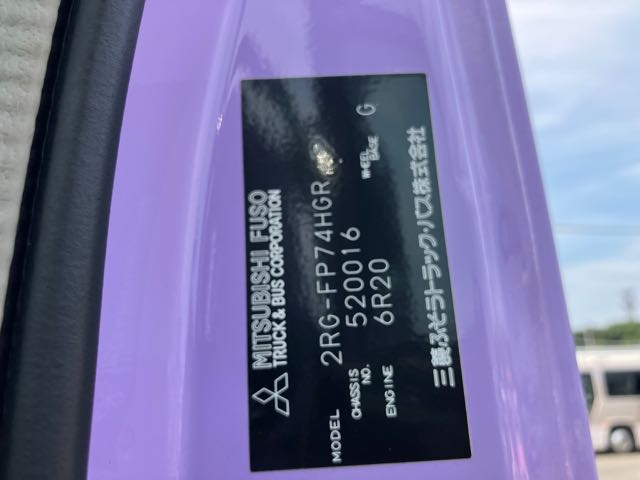 MITSUBISHI FUSO
TRUCK & BUS CORPORATION
MODEL 2RG-FP74HGR
CHASSIS NO. 520016 WHEEL BASE G
ENGINE 6R20
三菱ふそうトラック・バス株式会社